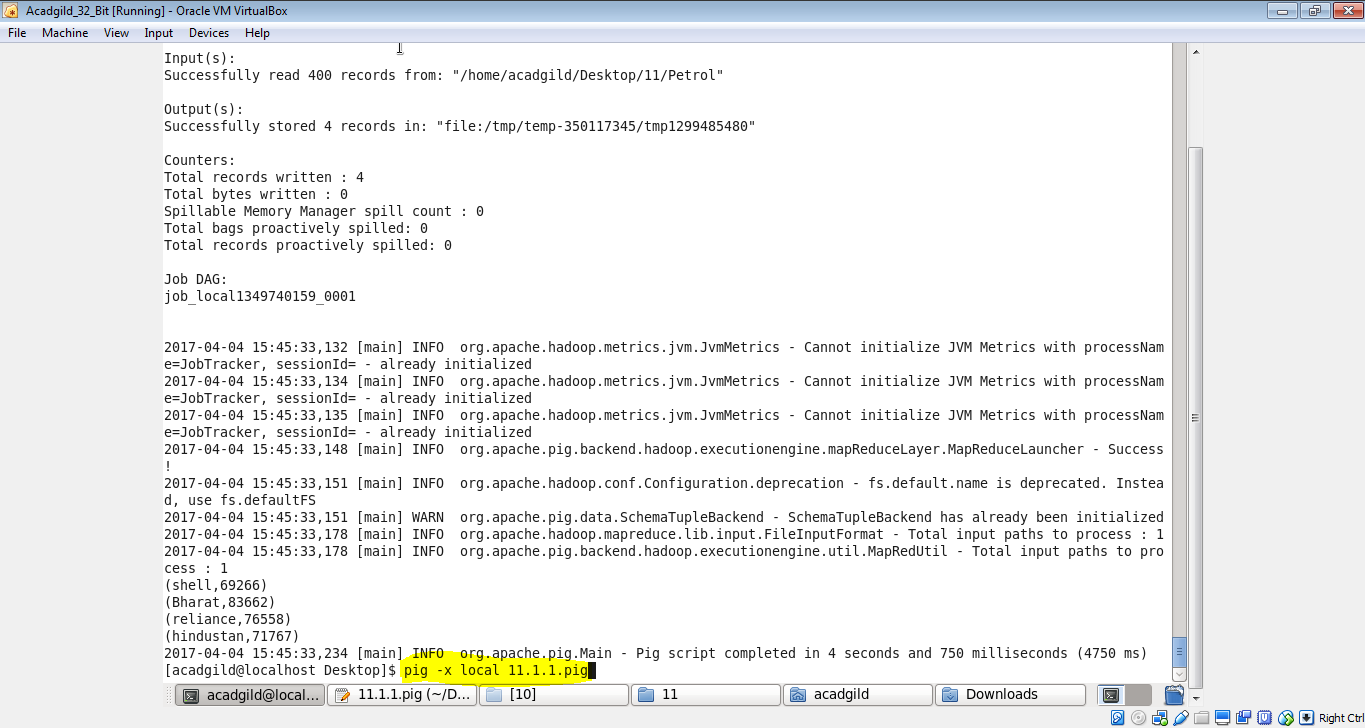 Acadgild_32_Bit [Running] - Oracle VM VirtualBox
File Machine View Input Devices Help
Input(s):
Successfully read 400 records from: "/home/acadgild/Desktop/11/Petrol"
Output(s):
Successfully stored 4 records in: "file:/tmp/temp-350117345/tmp1299485480"
Counters:
Total records written : 4
Total bytes written : 0
Spillable Memory Manager spill count : 0
Total bags proactively spilled: 0
Total records proactively spilled: 0
Job DAG:
job_local1349740159_0001
2017-04-04 15:45:33,132 [main] INFO  org.apache.hadoop.metrics.jvm.JvmMetrics - Cannot initialize JVM Metrics with processNam
e=JobTracker, sessionId= - already initialized
2017-04-04 15:45:33,134 [main] INFO  org.apache.hadoop.metrics.jvm.JvmMetrics - Cannot initialize JVM Metrics with processNam
e=JobTracker, sessionId= - already initialized
2017-04-04 15:45:33,135 [main] INFO  org.apache.hadoop.metrics.jvm.JvmMetrics - Cannot initialize JVM Metrics with processNam
e=JobTracker, sessionId= - already initialized
2017-04-04 15:45:33,148 [main] INFO  org.apache.pig.backend.hadoop.executionengine.mapReduceLayer.MapReduceLauncher - Success
!
2017-04-04 15:45:33,151 [main] INFO  org.apache.hadoop.conf.Configuration.deprecation - fs.default.name is deprecated. Instea
d, use fs.defaultFS
2017-04-04 15:45:33,151 [main] WARN  org.apache.pig.data.SchemaTupleBackend - SchemaTupleBackend has already been initialized
2017-04-04 15:45:33,178 [main] INFO  org.apache.hadoop.mapreduce.lib.input.FileInputFormat - Total input paths to process : 1
2017-04-04 15:45:33,178 [main] INFO  org.apache.pig.backend.hadoop.executionengine.util.MapRedUtil - Total input paths to pro
cess : 1
(shell,69266)
(Bharat,83662)
(reliance,76558)
(hindustan,71767)
2017-04-04 15:45:33,234 [main] INFO  org.apache.pig.Main - Pig script completed in 4 seconds and 750 milliseconds (4750 ms)
[acadgild@localhost Desktop]$ pig -x local 11.1.1.pig
acadgild@local... 11.1.1.pig (~/D... [10] 11 acadgild Downloads
Right Ctrl